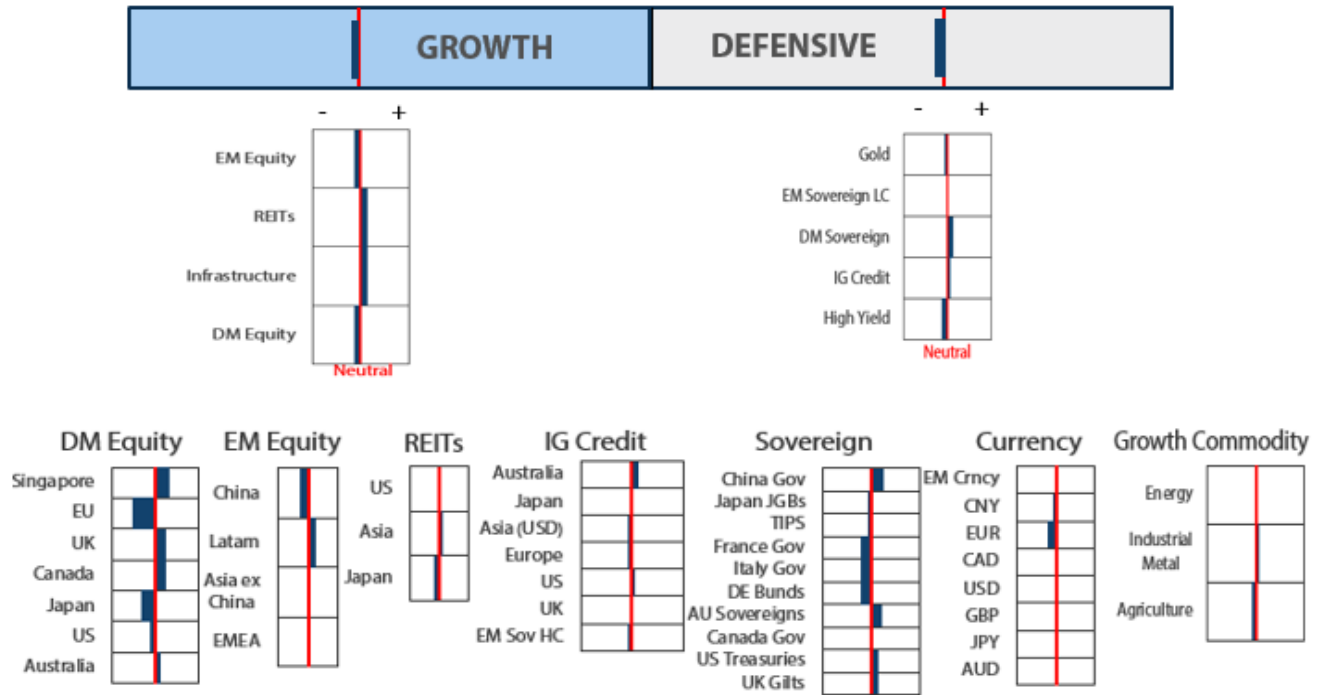 GROWTH
DEFENSIVE
- +
- +
EM Equity
REITs
Infrastructure
DM Equity
Neutral
Gold
EM Sovereign LC
DM Sovereign
IG Credit
High Yield
Neutral
DM Equity
Singapore
EU
UK
Canada
Japan
US
Australia
EM Equity
China
Latam
Asia ex
China
EMEA
REITs
US
Asia
Japan
IG Credit
Australia
Japan
Asia (USD)
Europe
US
UK
EM Sov HC
Sovereign
China Gov
Japan JGBs
TIPS
France Gov
Italy Gov
DE Bunds
AU Sovereigns
Canada Gov
US Treasuries
UK Gilts
Currency
EM Crncy
CNY
EUR
CAD
USD
GBP
JPY
AUD
Growth Commodity
Energy
Industrial
Metal
Agriculture